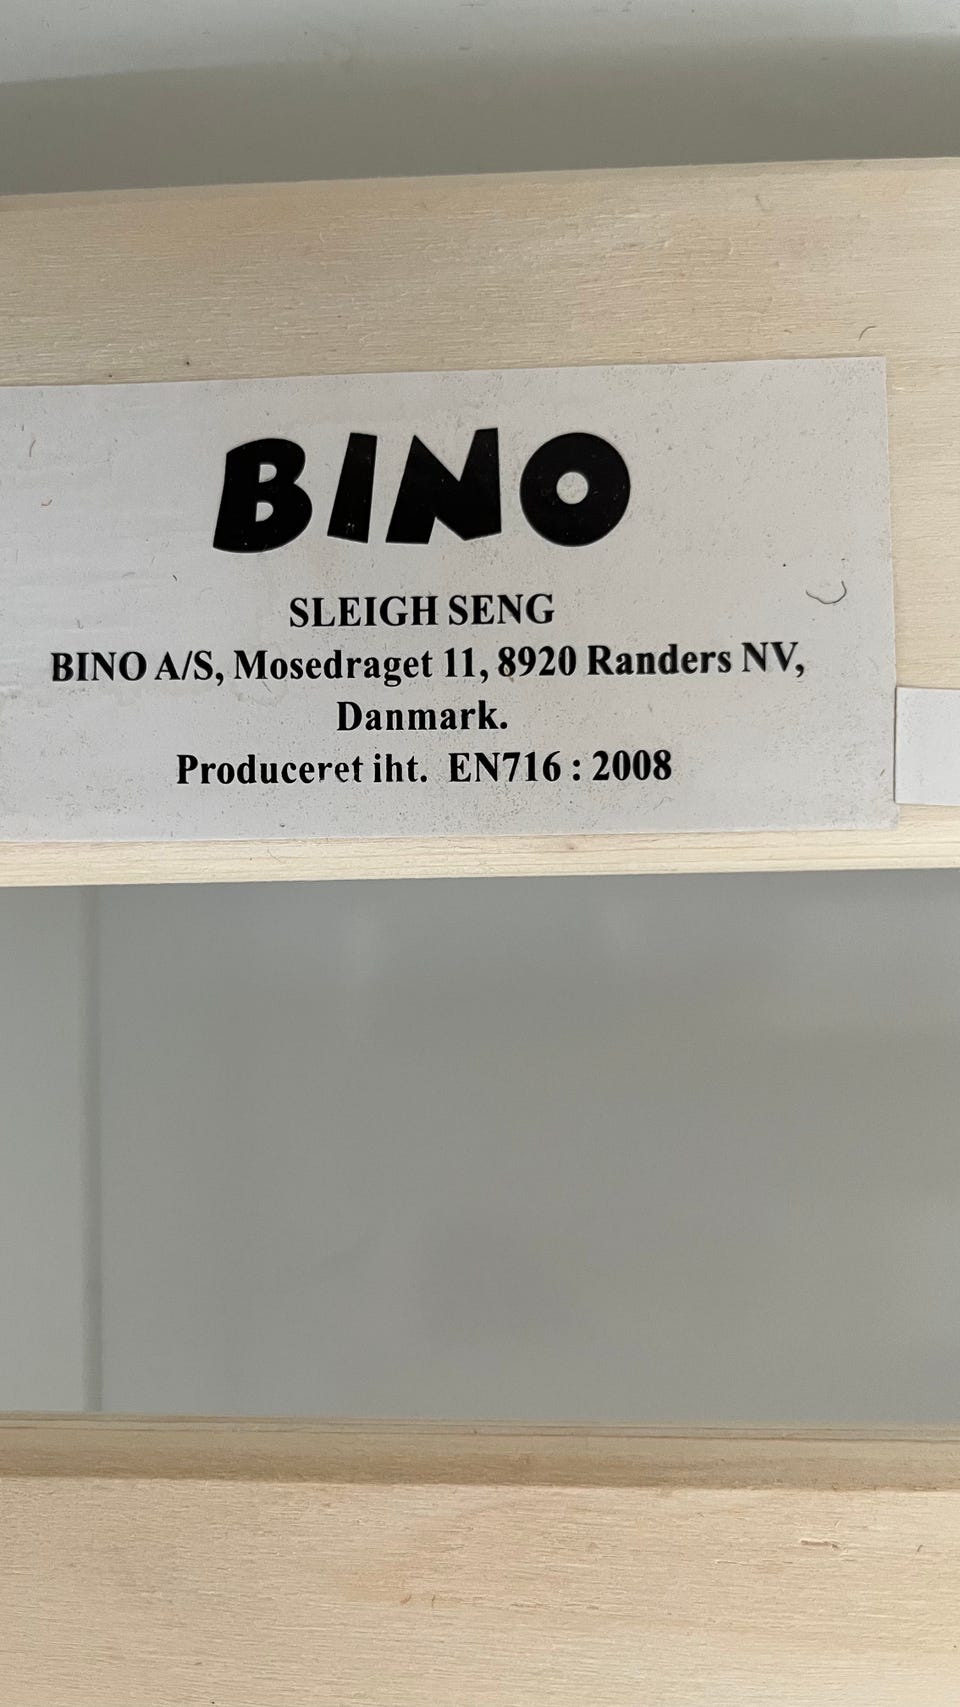 BINO
SLEIGH SENG
BINO A/S, Mosedraget 11, 8920 Randers NV,
Danmark.
Produceret iht. EN716 : 2008